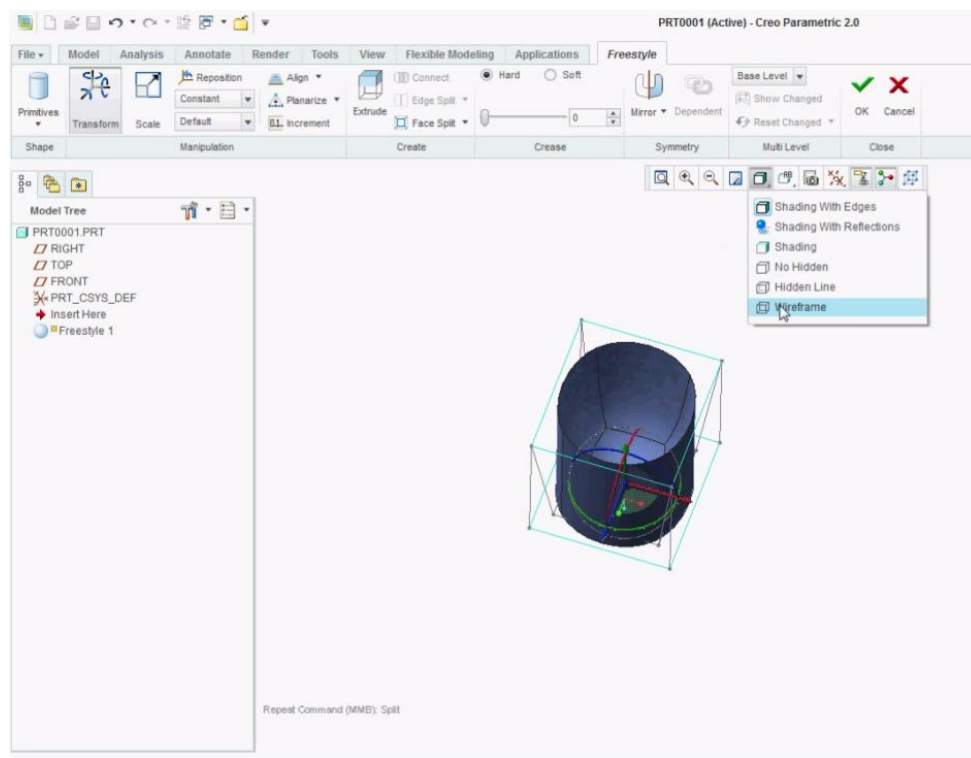 PRT0001 (Active) - Creo Parametric 2.0
File Model Analysis Annotate Render Tools View Flexible Modeling Applications Freestyle
Primitives
Transform
Scale
Reposition
Constant
Default
Align
Planarize
0.1. Increment
Extrude
Connect
Edge Split
Face Split
Hard Soft
0
Mirror
Dependent
Base Level
Show Changed
Reset Changed
OK
Cancel
Shape Manipulation Create Crease Symmetry Multi Level Close
Model Tree
PRT0001.PRT
RIGHT
TOP
FRONT
PRT_CSYS_DEF
Insert Here
Freestyle 1
Shading With Edges
Shading With Reflections
Shading
No Hidden
Hidden Line
Wireframe
Repeat Command (MMB): Split